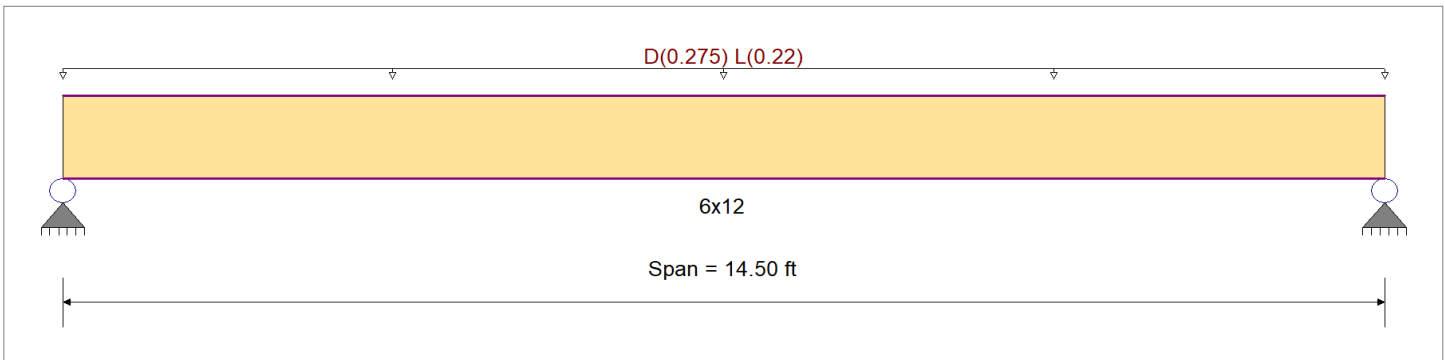 D(0.275) L(0.22)
6x12
Span = 14.50 ft